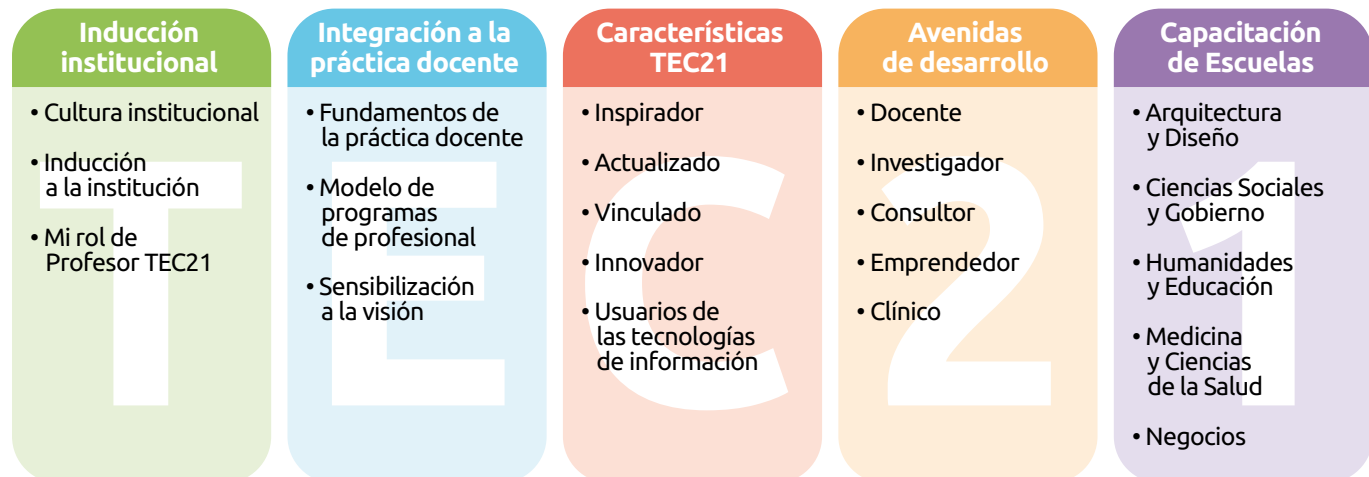 Inducción
institucional
• Cultura institucional
• Inducción
a la institución
• Mi rol de
Profesor TEC21
T
Integración a la
práctica docente
• Fundamentos de
la práctica docente
• Modelo de
programas
de profesional
• Sensibilización
a la visión
E
Características
TEC21
• Inspirador
• Actualizado
• Vinculado
• Innovador
• Usuarios de
las tecnologías
de información
C
Avenidas
de desarrollo
• Docente
• Investigador
• Consultor
• Emprendedor
• Clínico
2
Capacitación
de Escuelas
• Arquitectura
y Diseño
• Ciencias Sociales
y Gobierno
• Humanidades
y Educación
• Medicina
y Ciencias
de la Salud
• Negocios
1